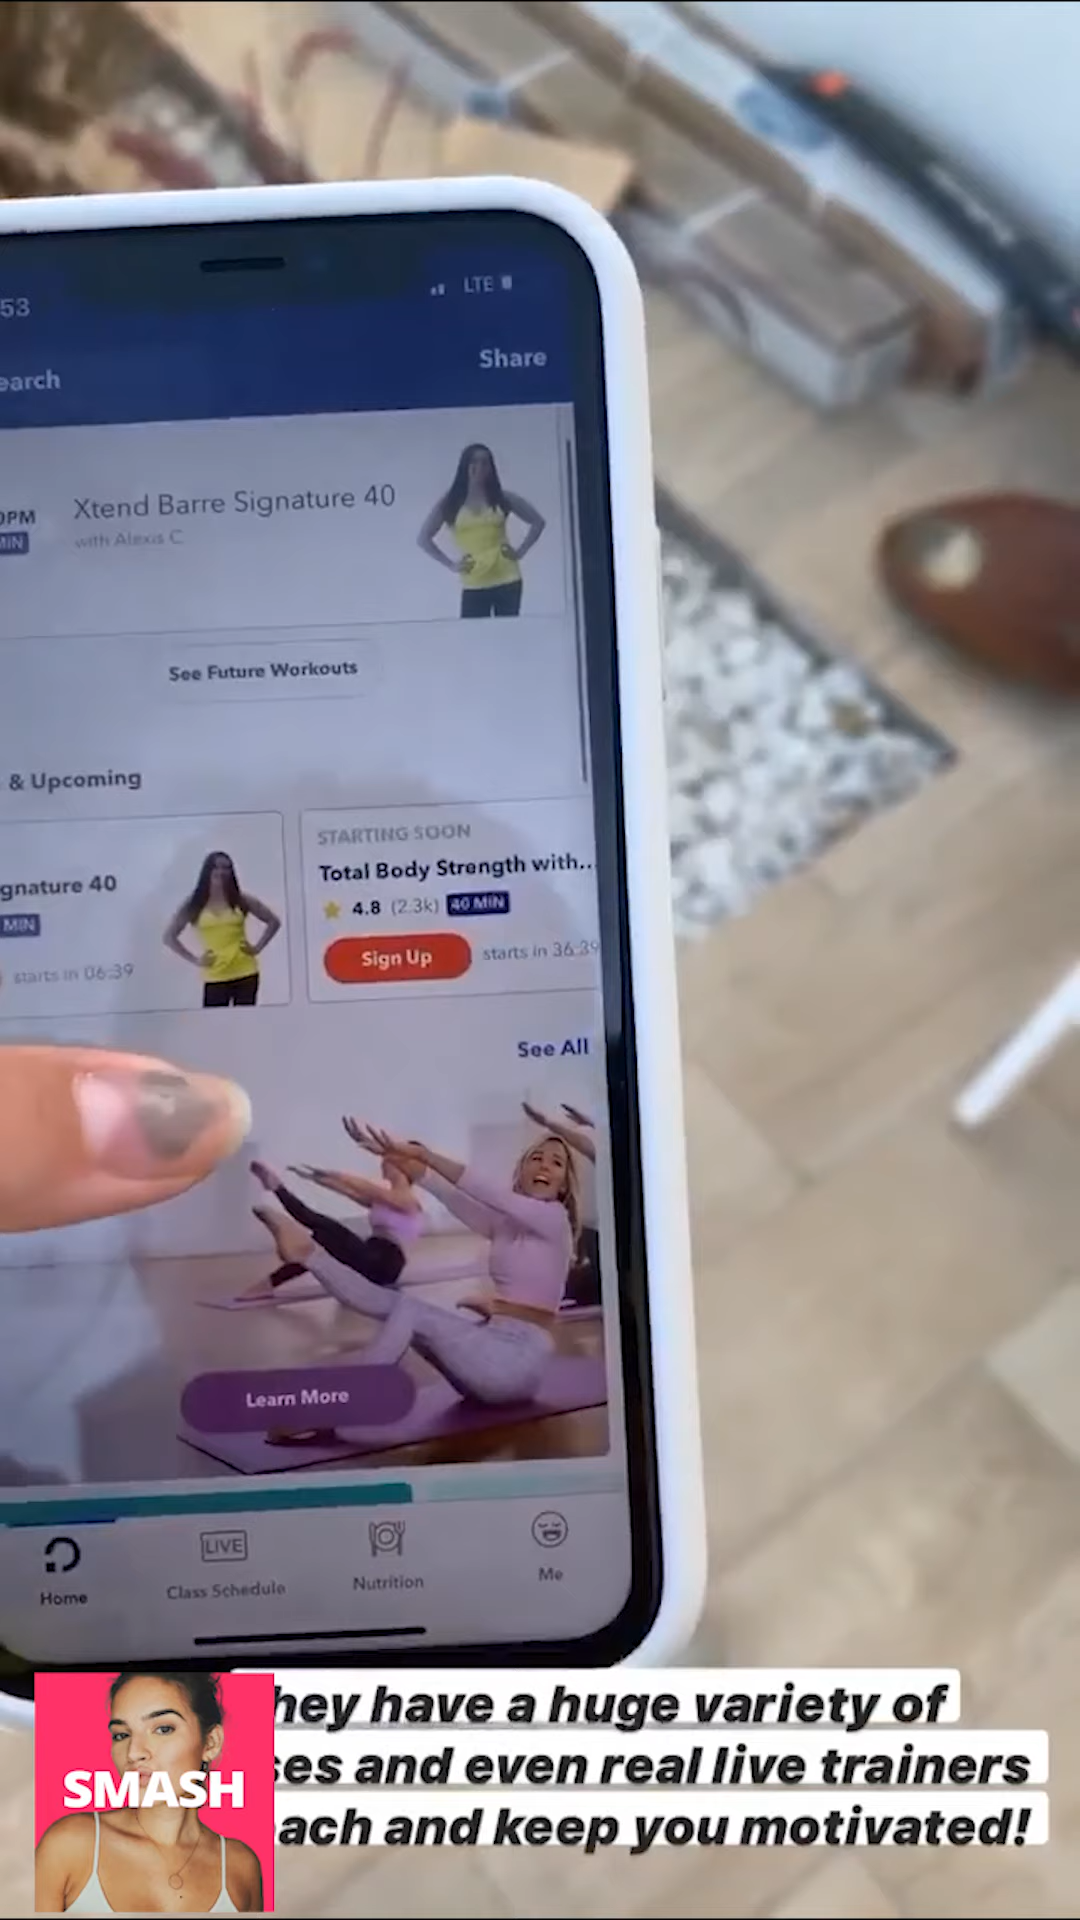 53
LTE
earch
Share
0PM
MIN
Xtend Barre Signature 40
with Alexis C
See Future Workouts
& Upcoming
gnature 40
MIN
starts in 06:39
STARTING SOON
Total Body Strength with...
4.8 (2.3k) 40 MIN
Sign Up
starts in 36:39
See All
Learn More
Home
LIVE
Class Schedule
Nutrition
Me
hey have a huge variety of
ses and even real live trainers
ach and keep you motivated!
SMASH